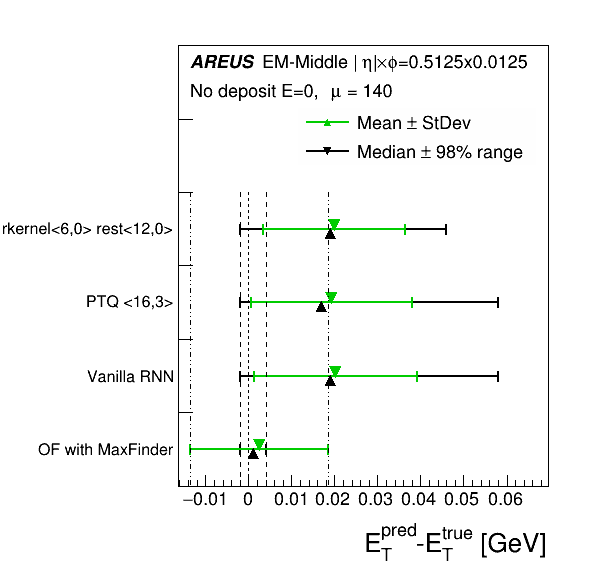 AREUS EM-Middle | η|×ϕ=0.5125x0.0125
No deposit E=0, μ = 140
Mean ± StDev
Median ± 98% range
rkernel<6,0> rest<12,0>
PTQ <16,3>
Vanilla RNN
OF with MaxFinder
−0.01 0 0.01 0.02 0.03 0.04 0.05 0.06
E_T^pred-E_T^true [GeV]